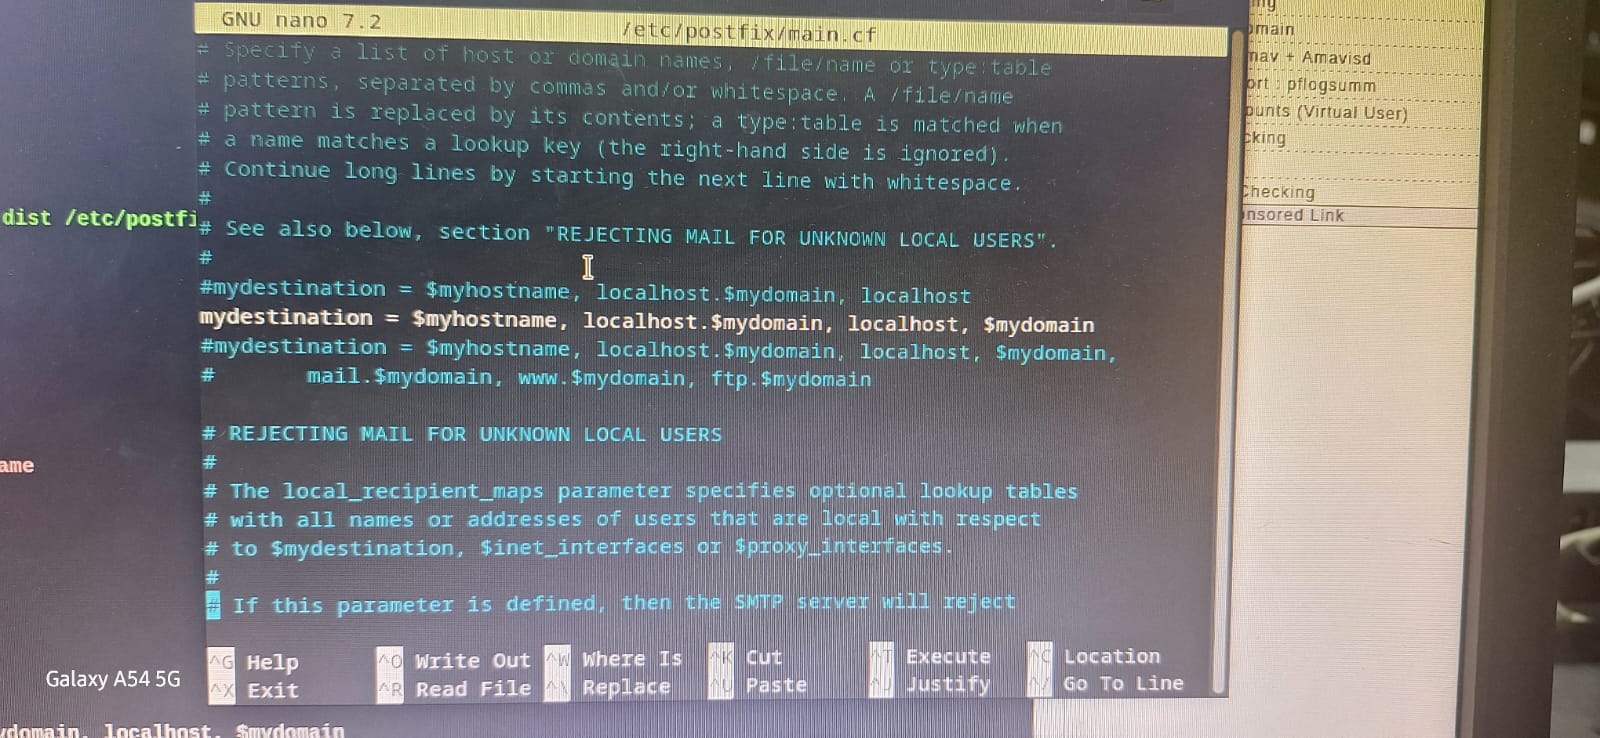 GNU nano 7.2
/etc/postfix/main.cf
# Specify a list of host or domain names, /file/name or type:table
# patterns, separated by commas and/or whitespace. A /file/name
# pattern is replaced by its contents; a type:table is matched when
# a name matches a lookup key (the right-hand side is ignored).
# Continue long lines by starting the next line with whitespace.
#
# See also below, section "REJECTING MAIL FOR UNKNOWN LOCAL USERS".
#
#mydestination = $myhostname, localhost.$mydomain, localhost
mydestination = $myhostname, localhost.$mydomain, localhost, $mydomain
#mydestination = $myhostname, localhost.$mydomain, localhost, $mydomain,
# mail.$mydomain, www.$mydomain, ftp.$mydomain
# REJECTING MAIL FOR UNKNOWN LOCAL USERS
#
# The local_recipient_maps parameter specifies optional lookup tables
# with all names or addresses of users that are local with respect
# to $mydestination, $inet_interfaces or $proxy_interfaces.
#
# If this parameter is defined, then the SMTP server will reject
^G Help ^O Write Out ^W Where Is ^K Cut ^T Execute ^C Location
^X Exit ^R Read File ^\ Replace ^U Paste ^J Justify ^/ Go To Line
dist /etc/postfi
ame
Galaxy A54 5G
ydomain, localhost, $mydomain
main
mav + Amavisd
ort : pflogsumm
ounts (Virtual User)
cking
Checking
nsored Link